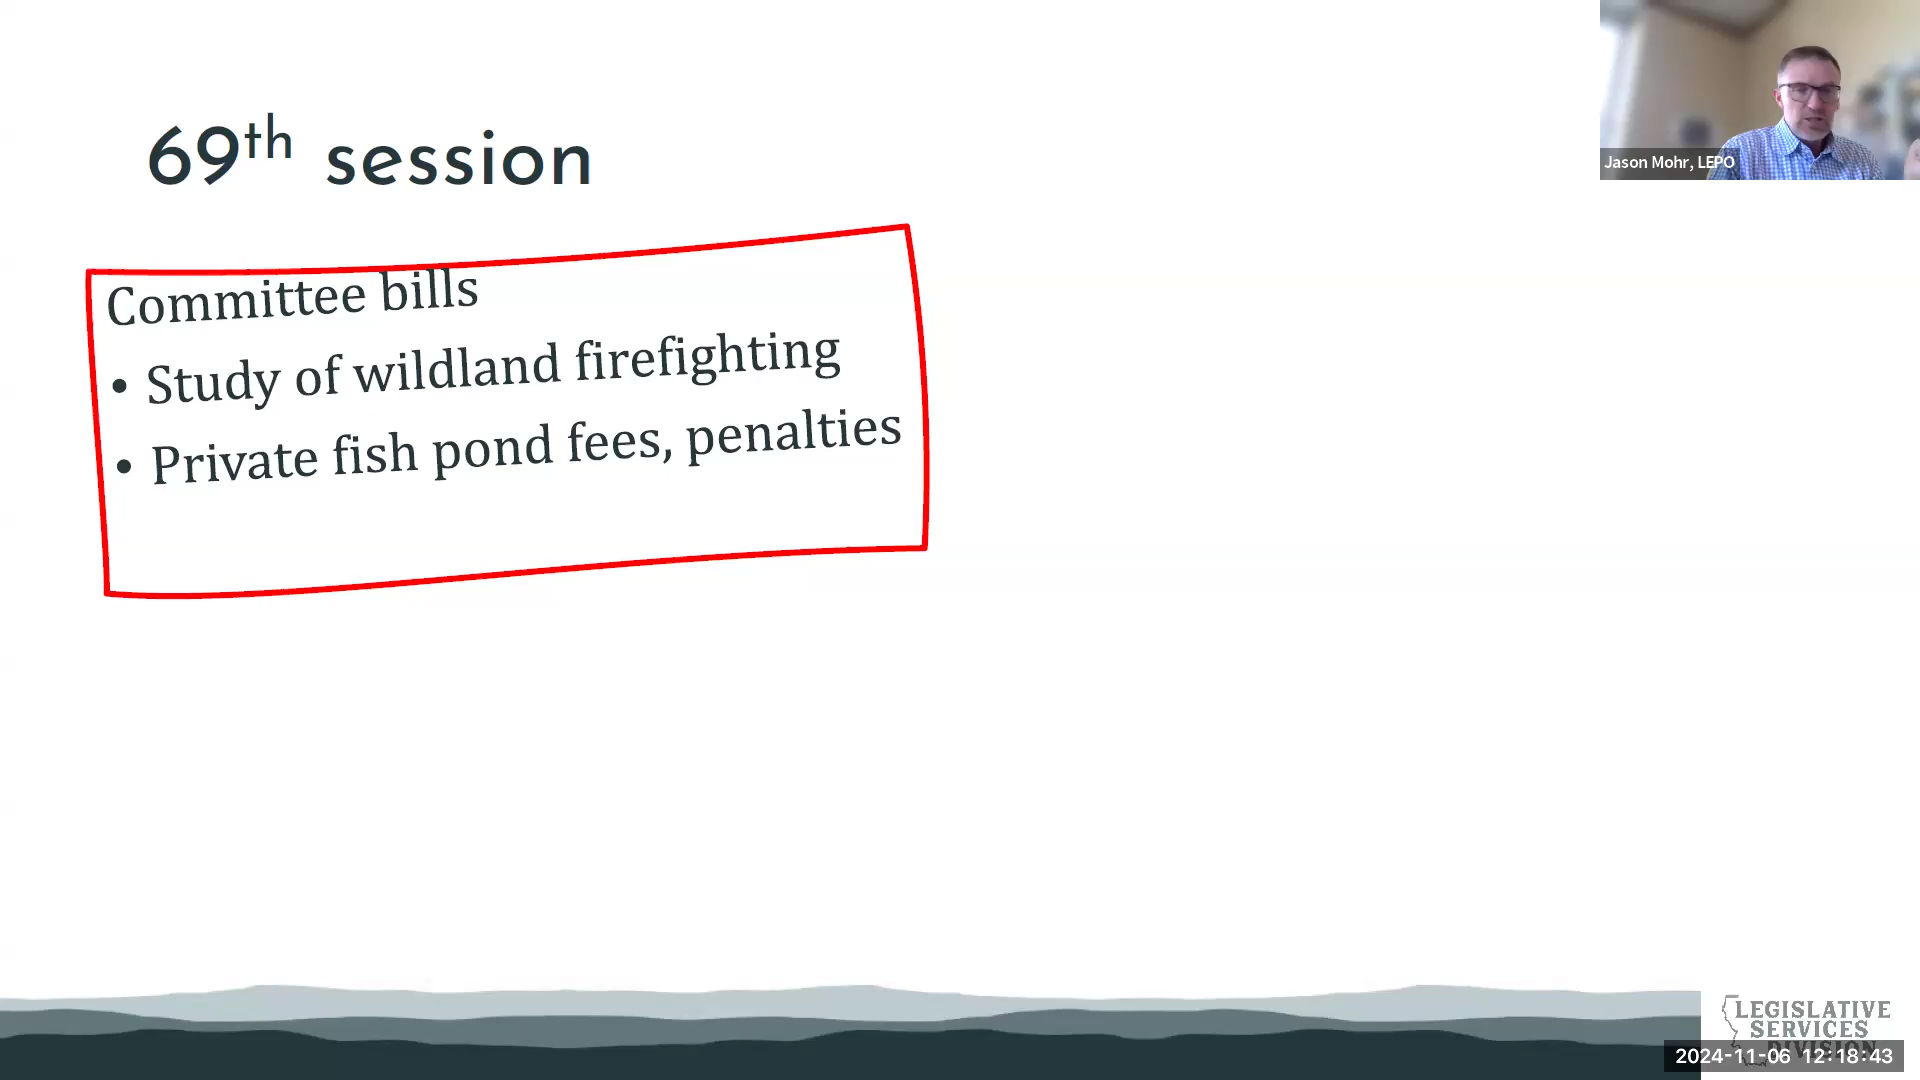 69th session
Jason Mohr, LEPO
Committee bills
• Study of wildland firefighting
• Private fish pond fees, penalties
LEGISLATIVE
SERVICES
DIVISION
2024-11-06 12:18:43